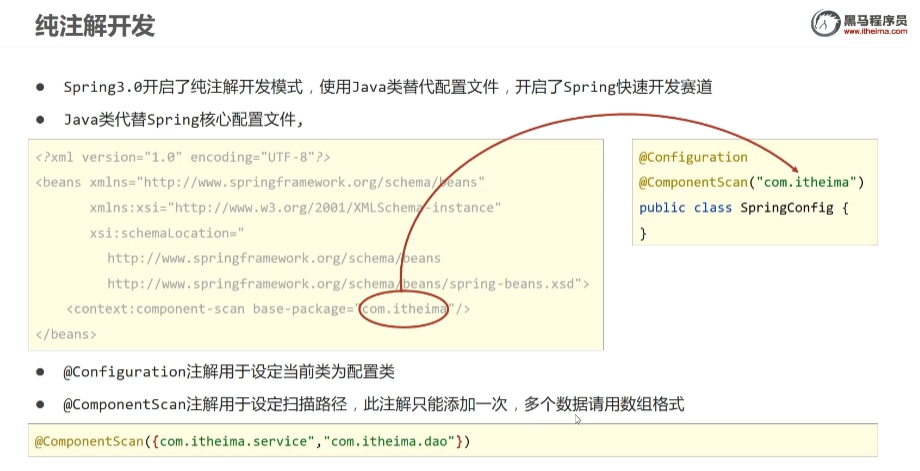 纯注解开发
黑马程序员
www.itheima.com
● Spring3.0开启了纯注解开发模式，使用Java类替代配置文件，开启了Spring快速开发赛道
● Java类代替Spring核心配置文件,
<?xml version="1.0" encoding="UTF-8"?>
<beans xmlns="http://www.springframework.org/schema/beans"
xmlns:xsi="http://www.w3.org/2001/XMLSchema-instance"
xsi:schemaLocation="
http://www.springframework.org/schema/beans
http://www.springframework.org/schema/beans/spring-beans.xsd">
<context:component-scan base-package="com.itheima"/>
</beans>
@Configuration
@ComponentScan("com.itheima")
public class SpringConfig {
}
● @Configuration注解用于设定当前类为配置类
● @ComponentScan注解用于设定扫描路径，此注解只能添加一次，多个数据请用数组格式
@ComponentScan({com.itheima.service","com.itheima.dao"})